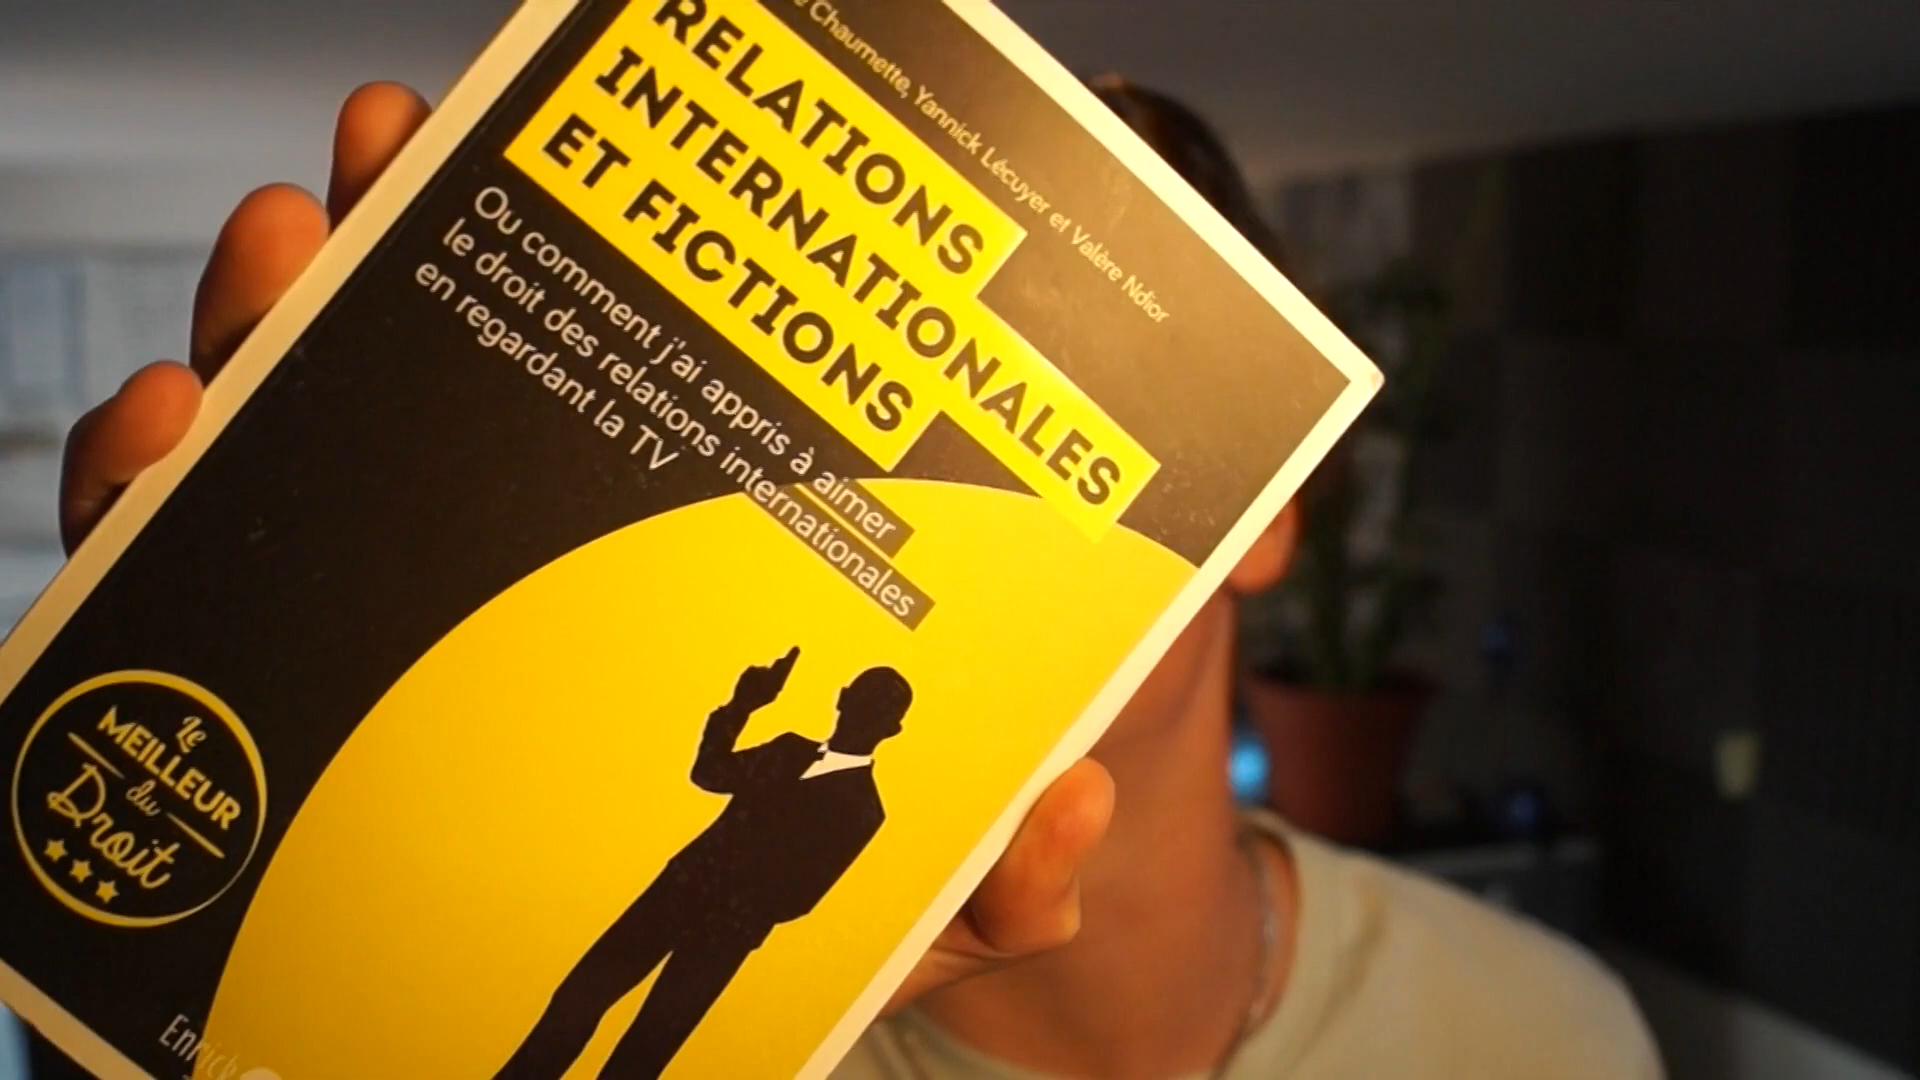 Chaumette, Yannick Lécuyer et Valère Ndior
RELATIONS
INTERNATIONALES
ET FICTIONS
Ou comment j'ai appris à aimer
le droit des relations internationales
en regardant la TV
Le
MEILLEUR
du
Droit